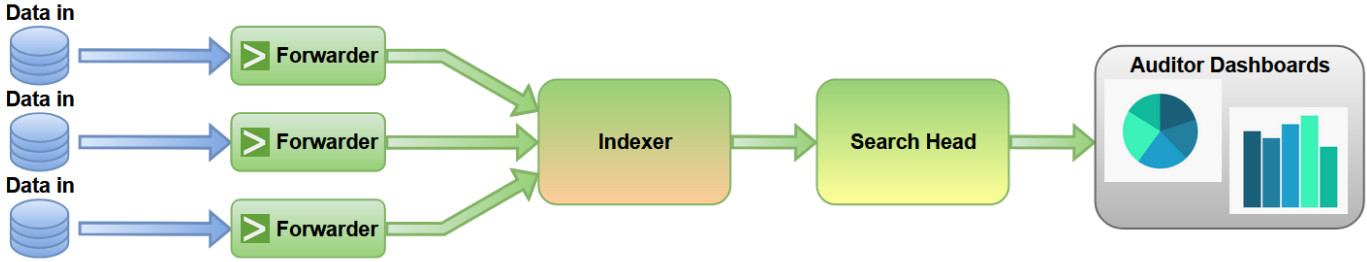 Data in
Forwarder
Data in
Forwarder
Data in
Forwarder
Indexer
Search Head
Auditor Dashboards